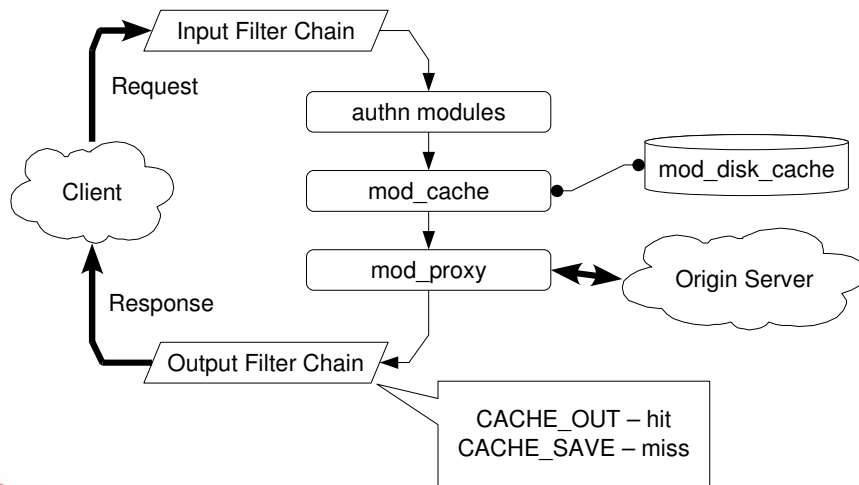 Input Filter Chain
Request
authn modules
mod_disk_cache
Client
mod_cache
mod_proxy
Origin Server
Response
Output Filter Chain
CACHE_OUT – hit
CACHE_SAVE – miss